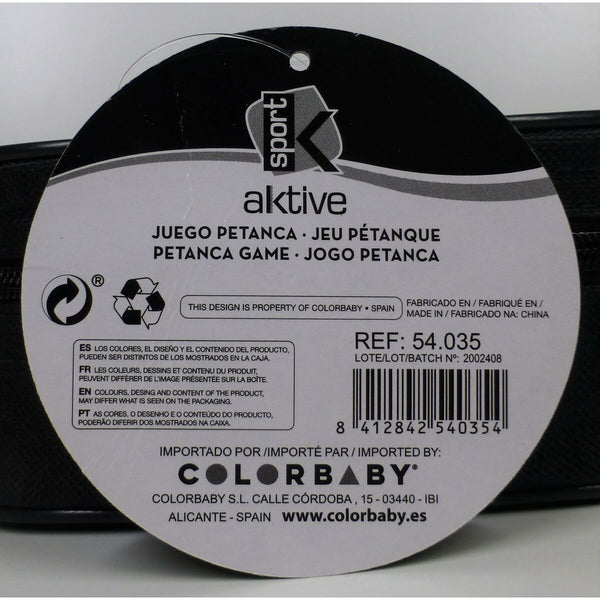 sport K
aktive
JUEGO PETANCA · JEU PÉTANQUE
PETANCA GAME · JOGO PETANCA
®
THIS DESIGN IS PROPERTY OF COLORBABY • SPAIN
FABRICADO EN / FABRIQUÉ EN /
MADE IN / FABRICADO NA: CHINA
ES LOS COLORES, EL DISEÑO Y EL CONTENIDO DEL PRODUCTO,
PUEDEN SER DISTINTOS DE LOS MOSTRADOS EN LA CAJA.
FR LES COULEURS, DESSINS ET CONTENU DU PRODUIT,
PEUVENT DIFFÉRER DE L'IMAGE PRÉSENTÉE SUR LA BOÎTE.
EN COLOURS, DESING AND CONTENT OF THE PRODUCT,
MAY DIFFER WHAT IS SEEN ON THE PACKAGING.
PT AS CORES, O DESENHO E O CONTEÚDO DO PRODUCTO,
PODERÃO DIFERIR DOS MOSTRADOS NA CAIXA.
REF: 54.035
LOTE/LOT/BATCH Nº: 2002408
8 412842 540354
IMPORTADO POR /IMPORTÉ PAR / IMPORTED BY:
COLORBABY®
COLORBABY S.L. CALLE CÓRDOBA , 15 - 03440 - IBI
ALICANTE - SPAIN www.colorbaby.es